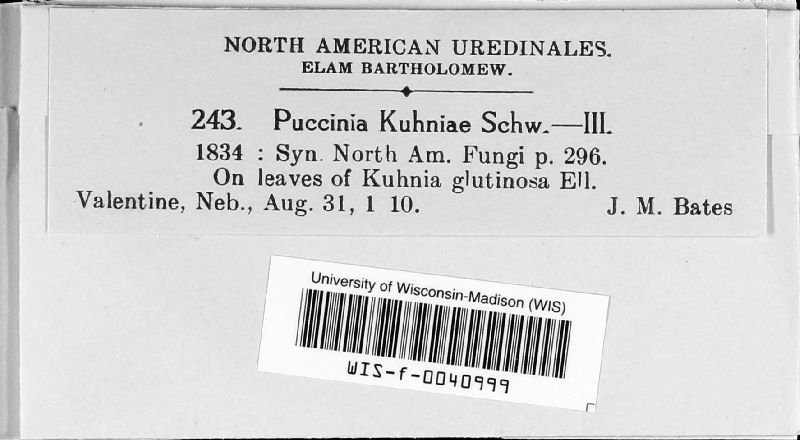 NORTH AMERICAN UREDINALES.
ELAM BARTHOLOMEW.
243. Puccinia Kuhniae Schw.—III.
1834 : Syn. North Am. Fungi p. 296.
On leaves of Kuhnia glutinosa Ell.
Valentine, Neb., Aug. 31, 1 10. J. M. Bates
University of Wisconsin-Madison (WIS)
WIS-f-0040999